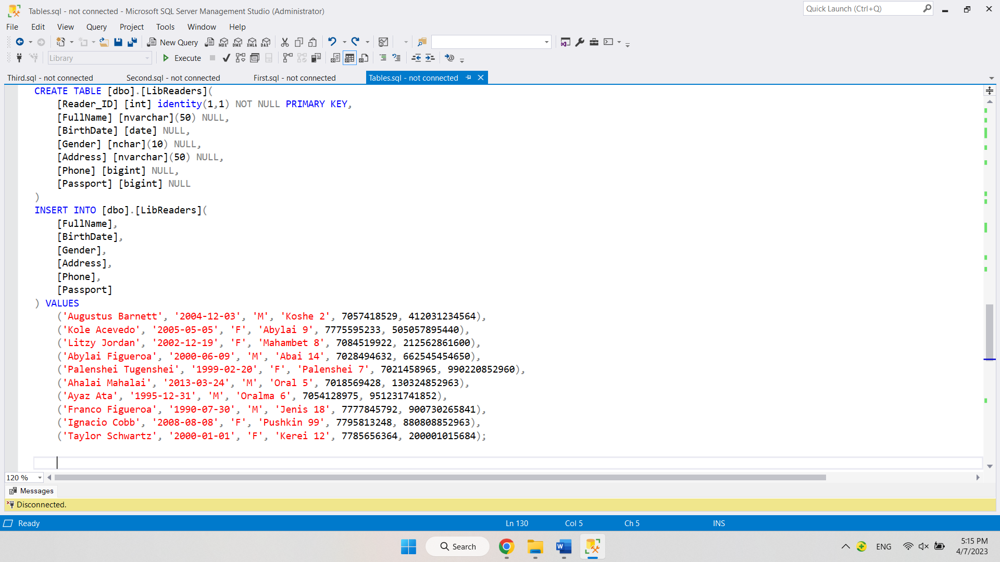 Tables.sql - not connected - Microsoft SQL Server Management Studio (Administrator)
Quick Launch (Ctrl+Q)
File Edit View Query Project Tools Window Help
New Query MDX DMX XMLA DAX
Library Execute
Third.sql - not connected Second.sql - not connected First.sql - not connected Tables.sql - not connected
CREATE TABLE [dbo].[LibReaders](
[Reader_ID] [int] identity(1,1) NOT NULL PRIMARY KEY,
[FullName] [nvarchar](50) NULL,
[BirthDate] [date] NULL,
[Gender] [nchar](10) NULL,
[Address] [nvarchar](50) NULL,
[Phone] [bigint] NULL,
[Passport] [bigint] NULL
)
INSERT INTO [dbo].[LibReaders](
[FullName],
[BirthDate],
[Gender],
[Address],
[Phone],
[Passport]
) VALUES
('Augustus Barnett', '2004-12-03', 'M', 'Koshe 2', 7057418529, 412031234564),
('Kole Acevedo', '2005-05-05', 'F', 'Abylai 9', 7775595233, 505057895440),
('Litzy Jordan', '2002-12-19', 'F', 'Mahambet 8', 7084519922, 212562861600),
('Abylai Figueroa', '2000-06-09', 'M', 'Abai 14', 7028494632, 662545454650),
('Palenshei Tugenshei', '1999-02-20', 'F', 'Palenshei 7', 7021458965, 990220852960),
('Ahalai Mahalai', '2013-03-24', 'M', 'Oral 5', 7018569428, 130324852963),
('Ayaz Ata', '1995-12-31', 'M', 'Oralma 6', 7054128975, 951231741852),
('Franco Figueroa', '1990-07-30', 'M', 'Jenis 18', 7777845792, 900730265841),
('Ignacio Cobb', '2008-08-08', 'F', 'Pushkin 99', 7795813248, 880808852963),
('Taylor Schwartz', '2000-01-01', 'F', 'Kerei 12', 7785656364, 200001015684);
120 %
Messages
Disconnected.
Ready Ln 130 Col 5 Ch 5 INS
Search ENG 5:15 PM
4/7/2023